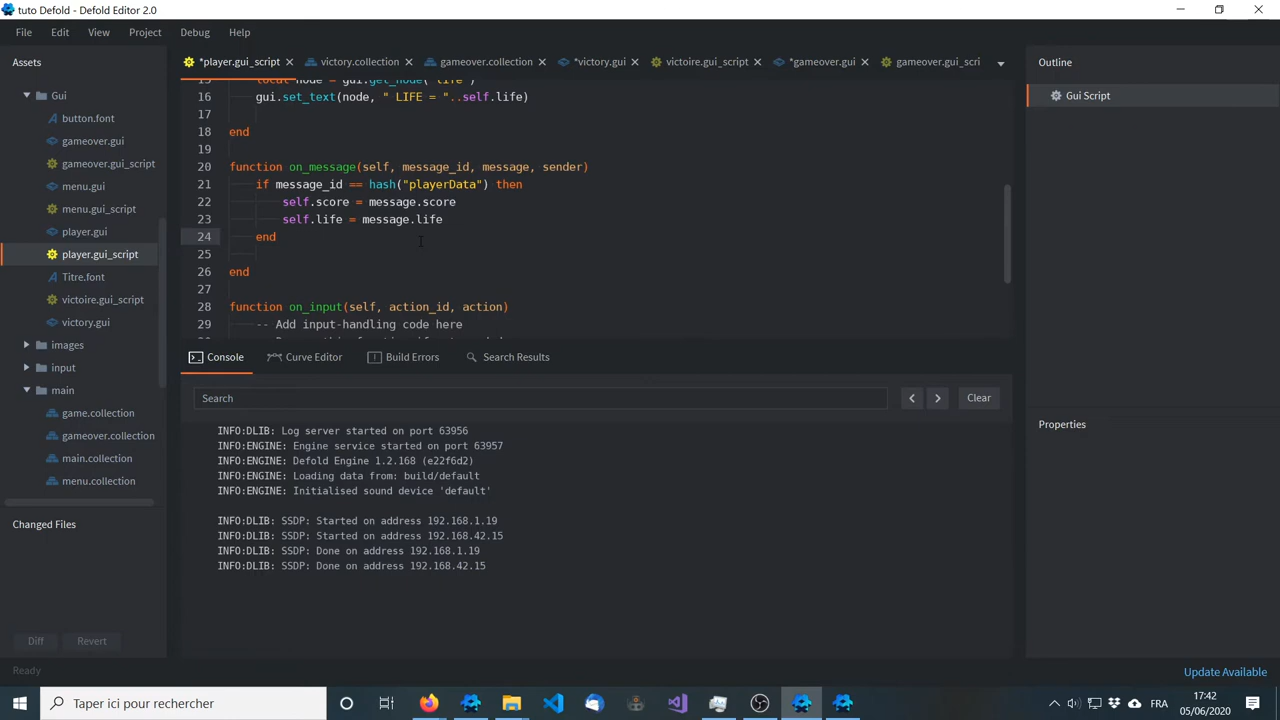 tuto Defold - Defold Editor 2.0
File Edit View Project Debug Help
Assets
Gui
button.font
gameover.gui
gameover.gui_script
menu.gui
menu.gui_script
player.gui
player.gui_script
Titre.font
victoire.gui_script
victory.gui
images
input
main
game.collection
gameover.collection
main.collection
menu.collection
Changed Files
Diff Revert
Ready
*player.gui_script victory.collection gameover.collection *victory.gui victoire.gui_script *gameover.gui gameover.gui_scri
15 local node = gui.get_node("life")
16 gui.set_text(node, " LIFE = "..self.life)
17
18 end
19
20 function on_message(self, message_id, message, sender)
21 if message_id == hash("playerData") then
22 self.score = message.score
23 self.life = message.life
24 end
25
26 end
27
28 function on_input(self, action_id, action)
29 -- Add input-handling code here
Console Curve Editor Build Errors Search Results
Search Clear
INFO:DLIB: Log server started on port 63956
INFO:ENGINE: Engine service started on port 63957
INFO:ENGINE: Defold Engine 1.2.168 (e22f6d2)
INFO:ENGINE: Loading data from: build/default
INFO:ENGINE: Initialised sound device 'default'
INFO:DLIB: SSDP: Started on address 192.168.1.19
INFO:DLIB: SSDP: Started on address 192.168.42.15
INFO:DLIB: SSDP: Done on address 192.168.1.19
INFO:DLIB: SSDP: Done on address 192.168.42.15
Outline
Gui Script
Properties
Update Available
Taper ici pour rechercher
FRA
17:42
05/06/2020